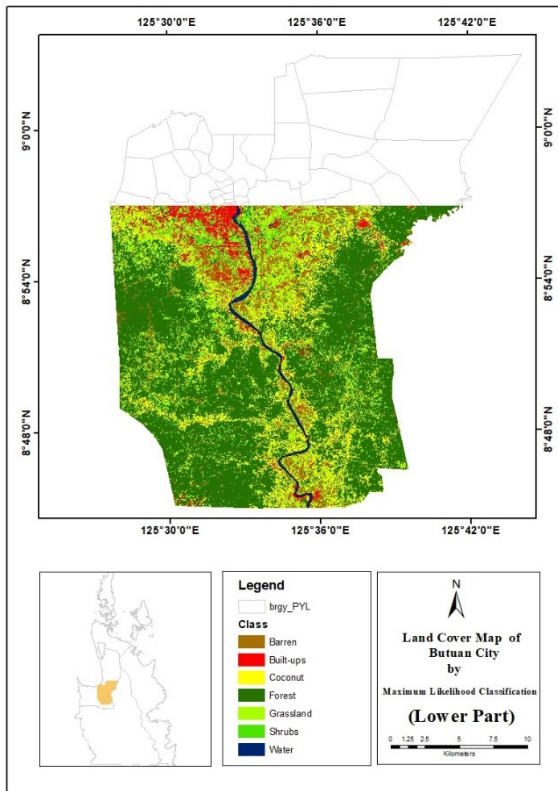 125°30'0"E 125°36'0"E 125°42'0"E
9°0'0"N 9°0'0"N
8°54'0"N 8°54'0"N
8°48'0"N 8°48'0"N
125°30'0"E 125°36'0"E 125°42'0"E
Legend
brgy_PYL
Class
Barren
Built-ups
Coconut
Forest
Grassland
Shrubs
Water
N
Land Cover Map of
Butuan City
by
Maximum Likelihood Classification
(Lower Part)
0 1.25 2.5 5 7.5 10
Kilometers